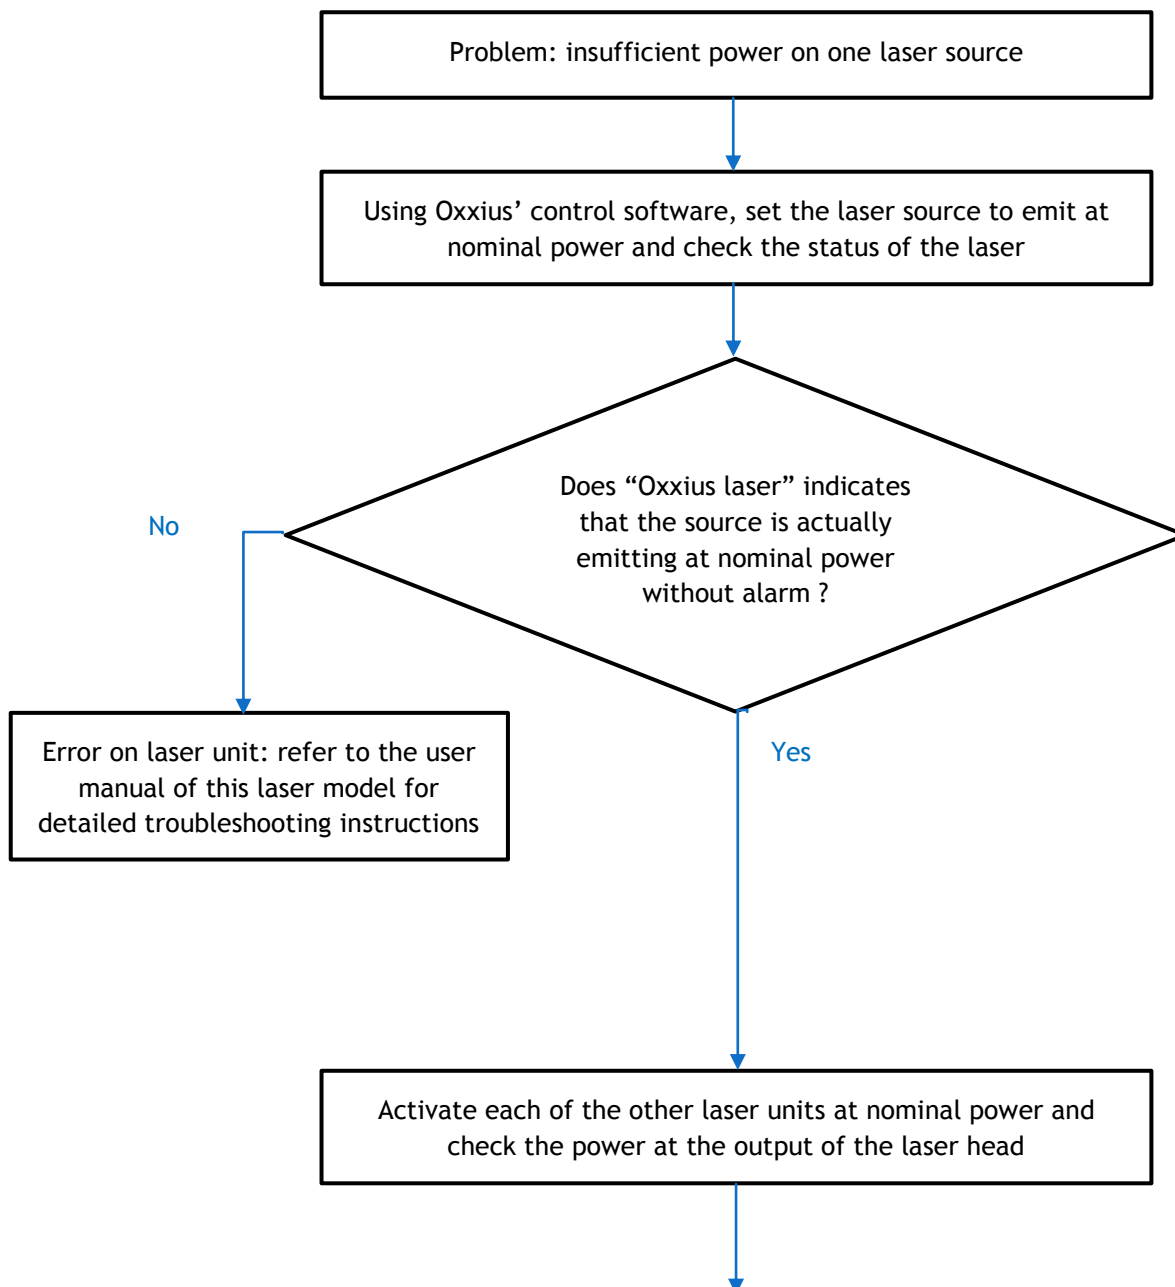 Problem: insufficient power on one laser source
Using Oxxius’ control software, set the laser source to emit at
nominal power and check the status of the laser
Does “Oxxius laser” indicates
that the source is actually
emitting at nominal power
without alarm ?
No
Yes
Error on laser unit: refer to the user
manual of this laser model for
detailed troubleshooting instructions
Activate each of the other laser units at nominal power and
check the power at the output of the laser head